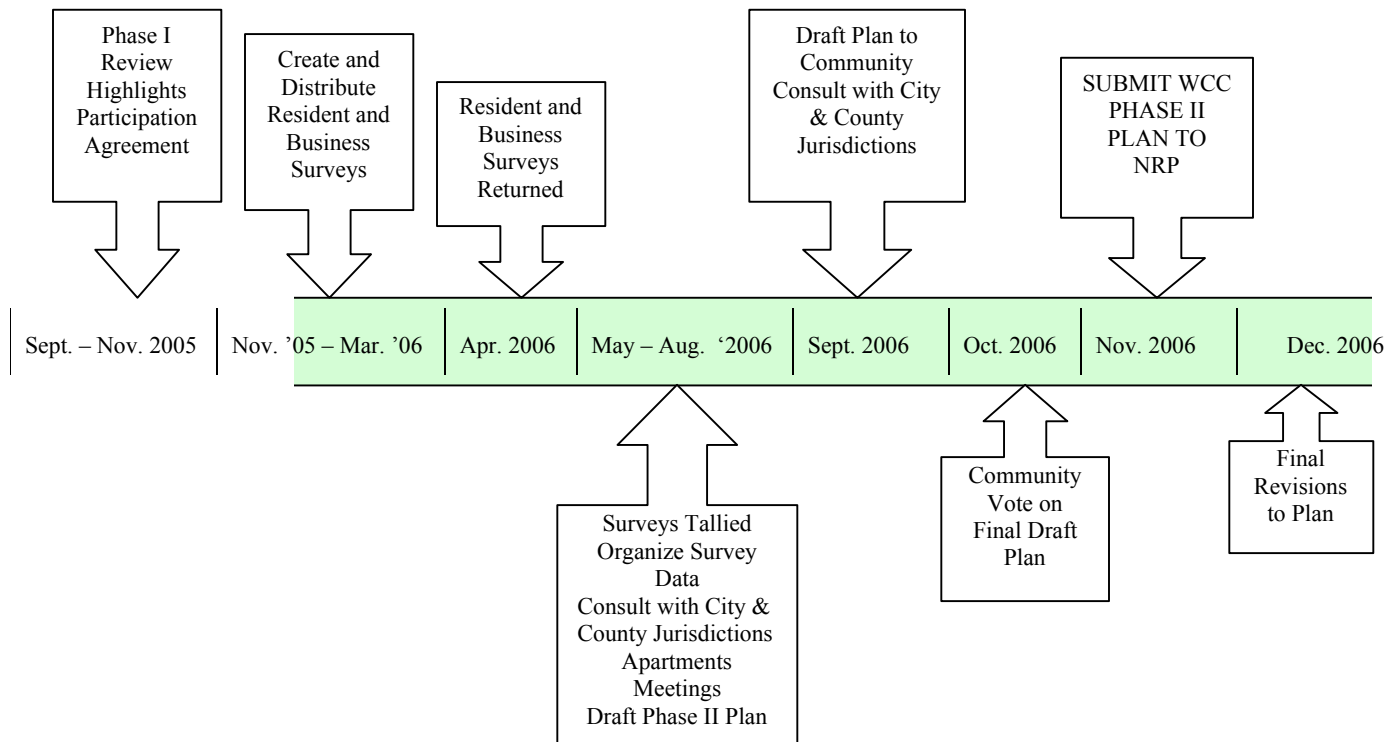 Phase I
Review
Highlights
Participation
Agreement
Create and
Distribute
Resident and
Business
Surveys
Resident and
Business
Surveys
Returned
Draft Plan to
Community
Consult with City
& County
Jurisdictions
SUBMIT WCC
PHASE II
PLAN TO
NRP
Sept. – Nov. 2005
Nov. ’05 – Mar. ’06
Apr. 2006
May – Aug. ‘2006
Sept. 2006
Oct. 2006
Nov. 2006
Dec. 2006
Surveys Tallied
Organize Survey
Data
Consult with City &
County Jurisdictions
Apartments
Meetings
Draft Phase II Plan
Community
Vote on
Final Draft
Plan
Final
Revisions
to Plan